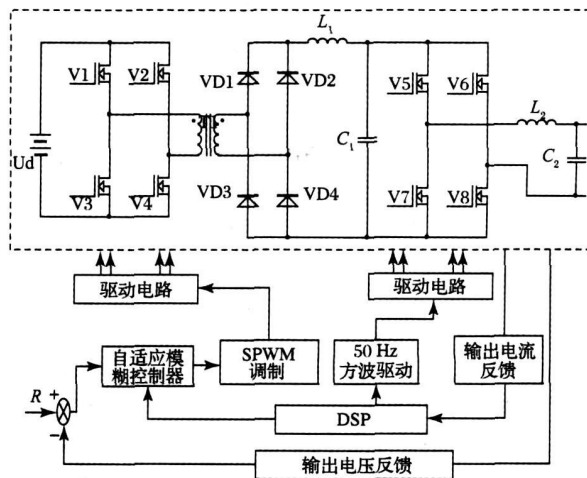 L₁
V1
V2
VD1
VD2
V5
V6
L₂
Ud
C₁
C₂
V3
V4
VD3
VD4
V7
V8
驱动电路
驱动电路
自适应模
糊控制器
SPWM
调制
50 Hz
方波驱动
输出电流
反馈
R
+
−
DSP
输出电压反馈